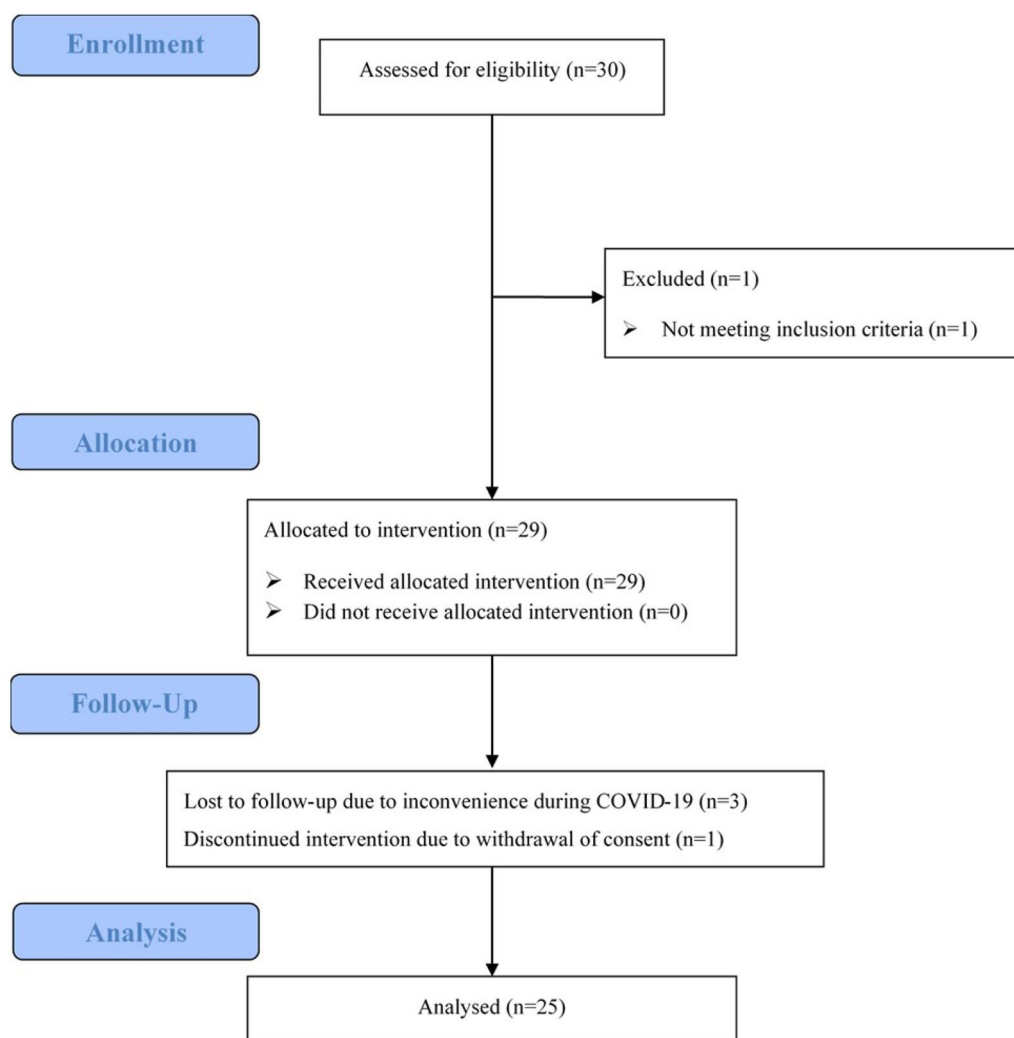 Enrollment
Assessed for eligibility (n=30)
Excluded (n=1)
➢ Not meeting inclusion criteria (n=1)
Allocation
Allocated to intervention (n=29)
➢ Received allocated intervention (n=29)
➢ Did not receive allocated intervention (n=0)
Follow-Up
Lost to follow-up due to inconvenience during COVID-19 (n=3)
Discontinued intervention due to withdrawal of consent (n=1)
Analysis
Analysed (n=25)